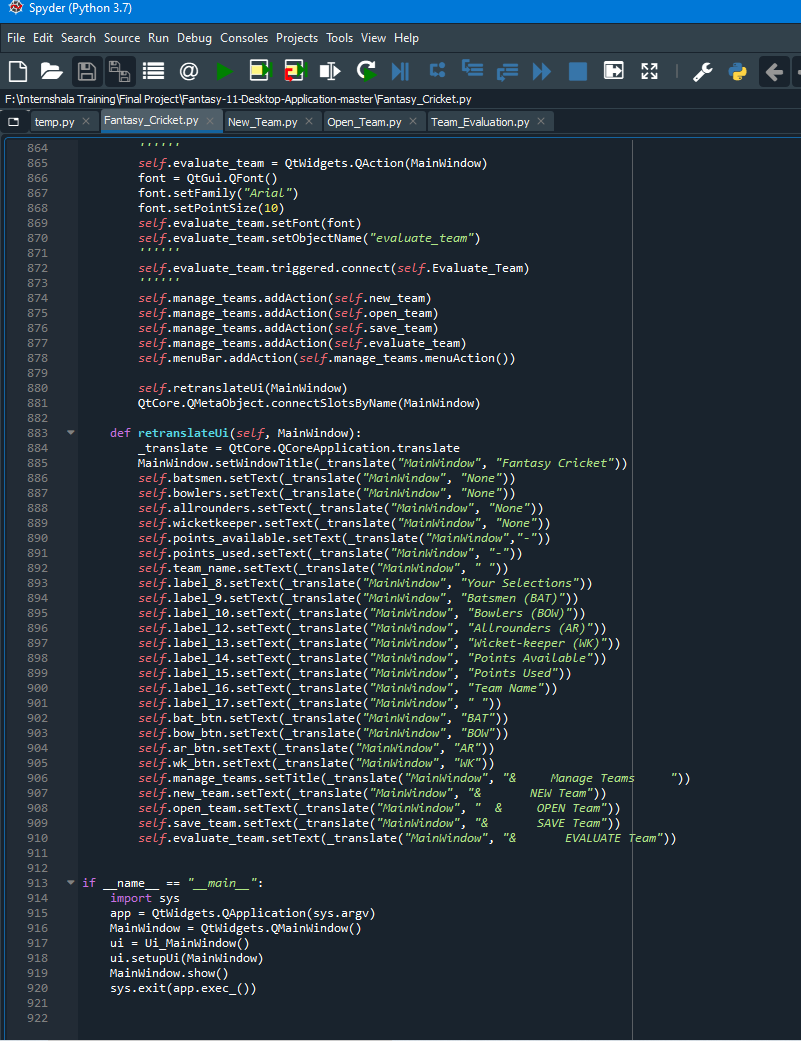 Spyder (Python 3.7)
File Edit Search Source Run Debug Consoles Projects Tools View Help
F:\Internshala Training\Final Project\Fantasy-11-Desktop-Application-master\Fantasy_Cricket.py
temp.py Fantasy_Cricket.py New_Team.py Open_Team.py Team_Evaluation.py
864 ''''''
865 self.evaluate_team = QtWidgets.QAction(MainWindow)
866 font = QtGui.QFont()
867 font.setFamily("Arial")
868 font.setPointSize(10)
869 self.evaluate_team.setFont(font)
870 self.evaluate_team.setObjectName("evaluate_team")
871 ''''''
872 self.evaluate_team.triggered.connect(self.Evaluate_Team)
873 ''''''
874 self.manage_teams.addAction(self.new_team)
875 self.manage_teams.addAction(self.open_team)
876 self.manage_teams.addAction(self.save_team)
877 self.manage_teams.addAction(self.evaluate_team)
878 self.menuBar.addAction(self.manage_teams.menuAction())
879
880 self.retranslateUi(MainWindow)
881 QtCore.QMetaObject.connectSlotsByName(MainWindow)
882
883 def retranslateUi(self, MainWindow):
884 _translate = QtCore.QCoreApplication.translate
885 MainWindow.setWindowTitle(_translate("MainWindow", "Fantasy Cricket"))
886 self.batsmen.setText(_translate("MainWindow", "None"))
887 self.bowlers.setText(_translate("MainWindow", "None"))
888 self.allrounders.setText(_translate("MainWindow", "None"))
889 self.wicketkeeper.setText(_translate("MainWindow", "None"))
890 self.points_available.setText(_translate("MainWindow","-"))
891 self.points_used.setText(_translate("MainWindow", "-"))
892 self.team_name.setText(_translate("MainWindow", " "))
893 self.label_8.setText(_translate("MainWindow", "Your Selections"))
894 self.label_9.setText(_translate("MainWindow", "Batsmen (BAT)"))
895 self.label_10.setText(_translate("MainWindow", "Bowlers (BOW)"))
896 self.label_12.setText(_translate("MainWindow", "Allrounders (AR)"))
897 self.label_13.setText(_translate("MainWindow", "Wicket-keeper (WK)"))
898 self.label_14.setText(_translate("MainWindow", "Points Available"))
899 self.label_15.setText(_translate("MainWindow", "Points Used"))
900 self.label_16.setText(_translate("MainWindow", "Team Name"))
901 self.label_17.setText(_translate("MainWindow", " "))
902 self.bat_btn.setText(_translate("MainWindow", "BAT"))
903 self.bow_btn.setText(_translate("MainWindow", "BOW"))
904 self.ar_btn.setText(_translate("MainWindow", "AR"))
905 self.wk_btn.setText(_translate("MainWindow", "WK"))
906 self.manage_teams.setTitle(_translate("MainWindow", "&     Manage Teams     "))
907 self.new_team.setText(_translate("MainWindow", "&       NEW Team"))
908 self.open_team.setText(_translate("MainWindow", "  &     OPEN Team"))
909 self.save_team.setText(_translate("MainWindow", "&       SAVE Team"))
910 self.evaluate_team.setText(_translate("MainWindow", "&       EVALUATE Team"))
911
912
913 if __name__ == "__main__":
914 import sys
915 app = QtWidgets.QApplication(sys.argv)
916 MainWindow = QtWidgets.QMainWindow()
917 ui = Ui_MainWindow()
918 ui.setupUi(MainWindow)
919 MainWindow.show()
920 sys.exit(app.exec_())
921
922